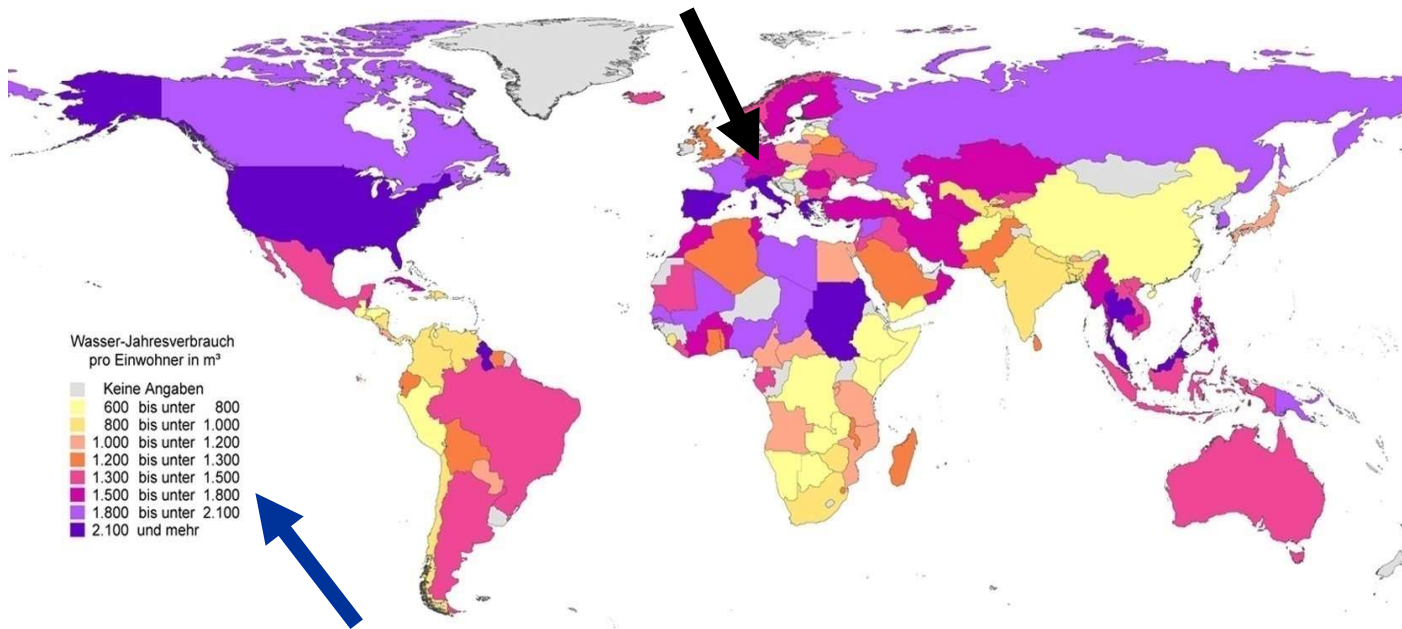 Wasser-Jahresverbrauch
pro Einwohner in m³
Keine Angaben
600 bis unter 800
800 bis unter 1.000
1.000 bis unter 1.200
1.200 bis unter 1.300
1.300 bis unter 1.500
1.500 bis unter 1.800
1.800 bis unter 2.100
2.100 und mehr